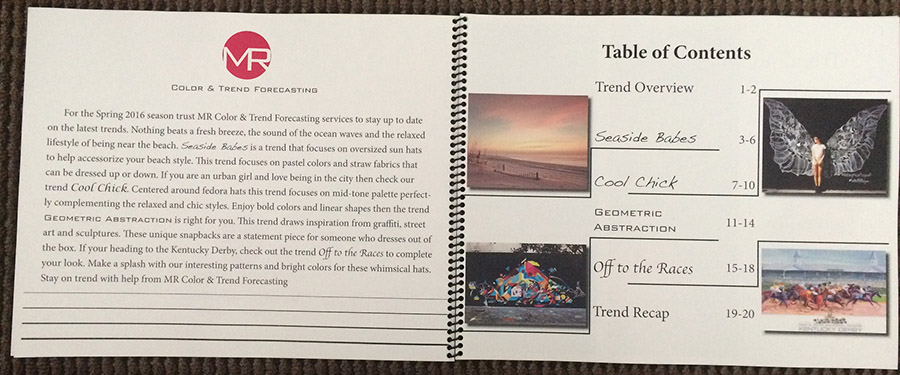 MR
Color & Trend Forecasting
For the Spring 2016 season trust MR Color & Trend Forecasting services to stay up to date
on the latest trends. Nothing beats a fresh breeze, the sound of the ocean waves and the relaxed
lifestyle of being near the beach. Seaside Babes is a trend that focuses on oversized sun hats
to help accessorize your beach style. This trend focuses on pastel colors and straw fabrics that
can be dressed up or down. If you are an urban girl and love being in the city then check our
trend Cool Chick. Centered around fedora hats this trend focuses on mid-tone palette perfect-
ly complementing the relaxed and chic styles. Enjoy bold colors and linear shapes then the trend
Geometric Abstraction is right for you. This trend draws inspiration from graffiti, street
art and sculptures. These unique snapbacks are a statement piece for someone who dresses out of
the box. If your heading to the Kentucky Derby, check out the trend Off to the Races to complete
your look. Make a splash with our interesting patterns and bright colors for these whimsical hats.
Stay on trend with help from MR Color & Trend Forecasting
Table of Contents
Trend Overview 1-2
Seaside Babes 3-6
Cool Chick 7-10
Geometric
Abstraction 11-14
Off to the Races 15-18
Trend Recap 19-20
KENTUCKY DERBY